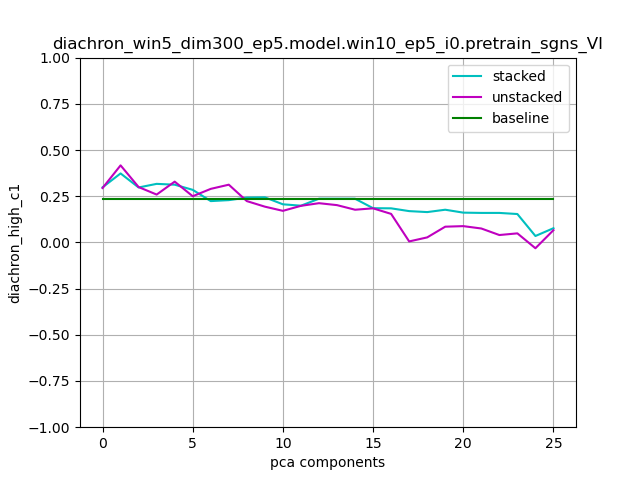 diachron_win5_dim300_ep5.model.win10_ep5_i0.pretrain_sgns_VI
1.00
0.75
0.50
0.25
0.00
−0.25
−0.50
−0.75
−1.00
diachron_high_c1
stacked
unstacked
baseline
0 5 10 15 20 25
pca components